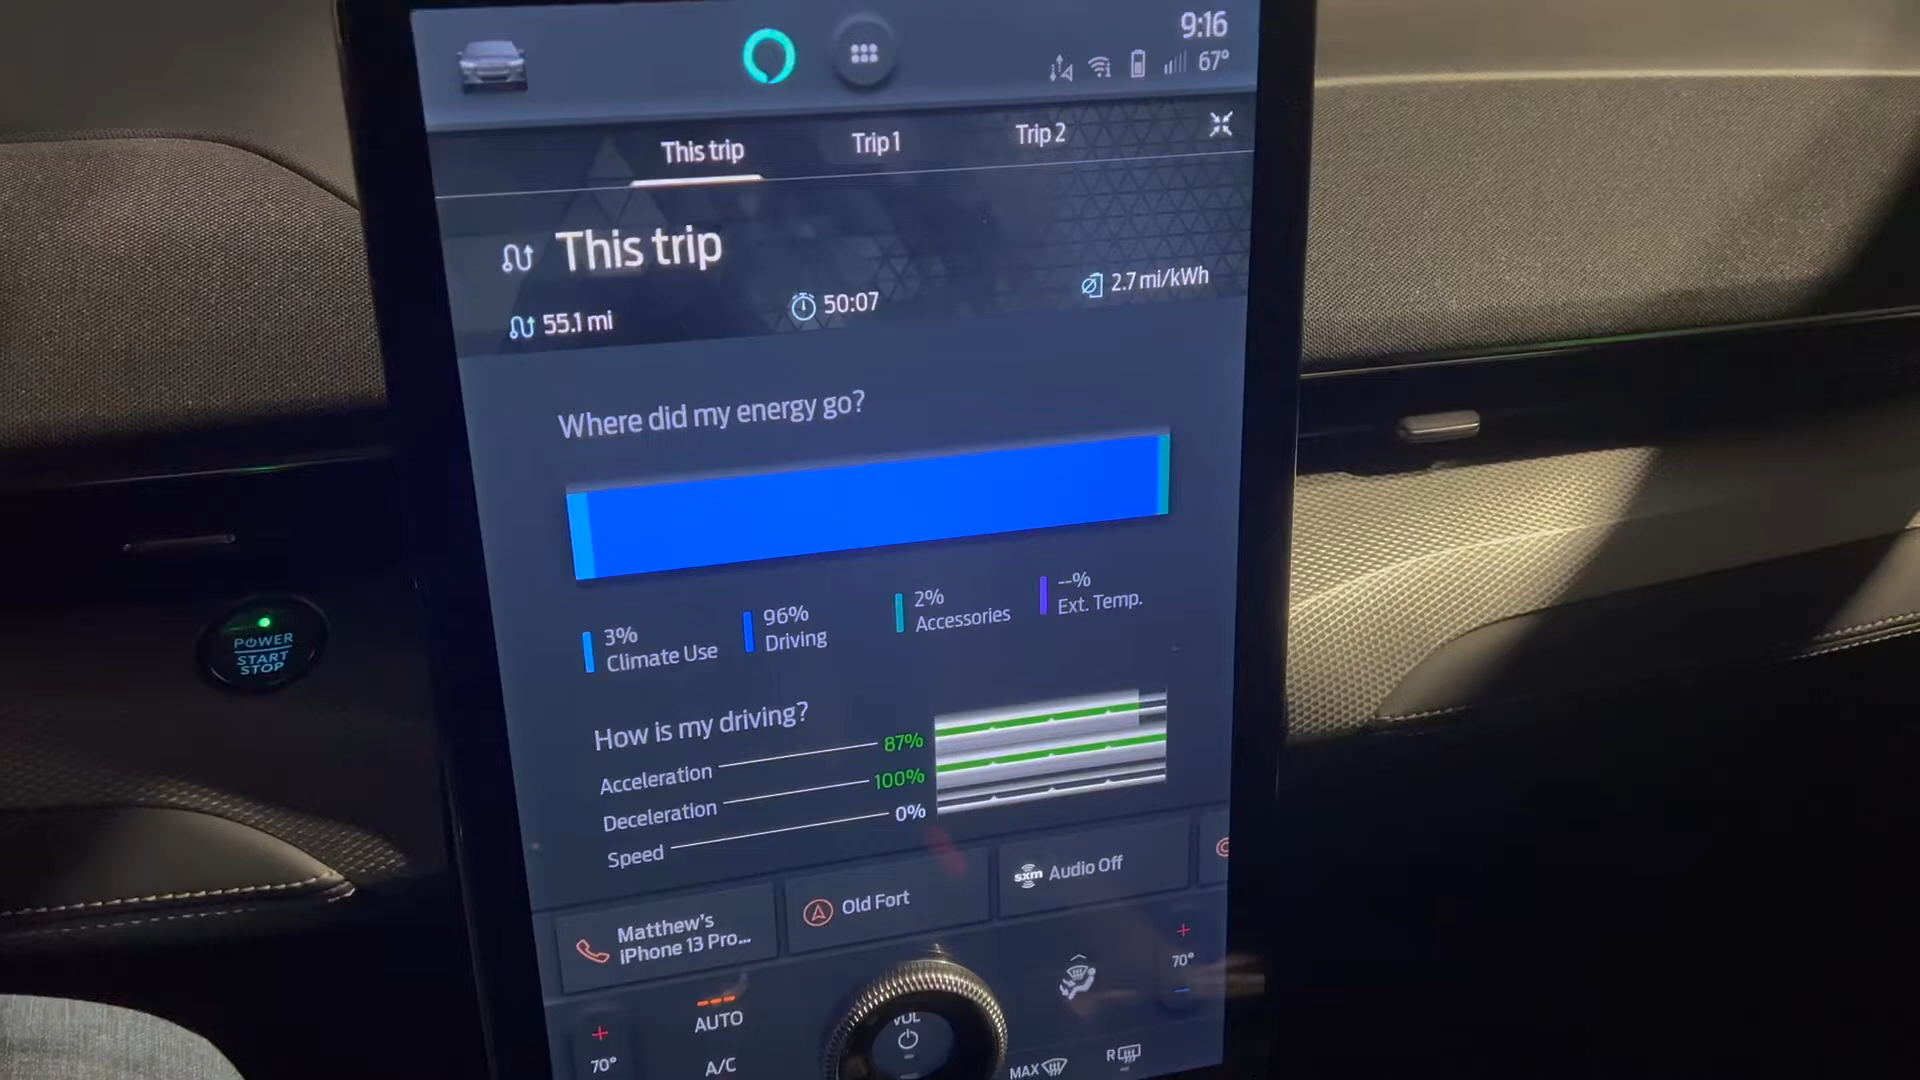 9:16
67°
This trip
Trip 1
Trip 2
This trip
55.1 mi
50:07
2.7 mi/kWh
Where did my energy go?
3%
Climate Use
96%
Driving
2%
Accessories
--%
Ext. Temp.
How is my driving?
Acceleration 87%
Deceleration 100%
Speed 0%
Matthew's
iPhone 13 Pro...
Old Fort
sxm Audio Off
70°
AUTO
A/C
VOL
70°
MAX
R
POWER
START
STOP